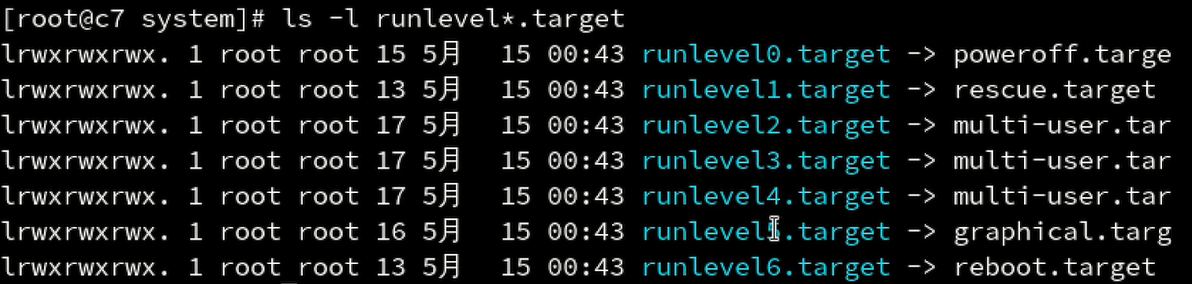 [root@c7 system]# ls -l runlevel*.target
lrwxrwxrwx. 1 root root 15 5月   15 00:43 runlevel0.target -> poweroff.targe
lrwxrwxrwx. 1 root root 13 5月   15 00:43 runlevel1.target -> rescue.target
lrwxrwxrwx. 1 root root 17 5月   15 00:43 runlevel2.target -> multi-user.tar
lrwxrwxrwx. 1 root root 17 5月   15 00:43 runlevel3.target -> multi-user.tar
lrwxrwxrwx. 1 root root 17 5月   15 00:43 runlevel4.target -> multi-user.tar
lrwxrwxrwx. 1 root root 16 5月   15 00:43 runlevel5.target -> graphical.targ
lrwxrwxrwx. 1 root root 13 5月   15 00:43 runlevel6.target -> reboot.target